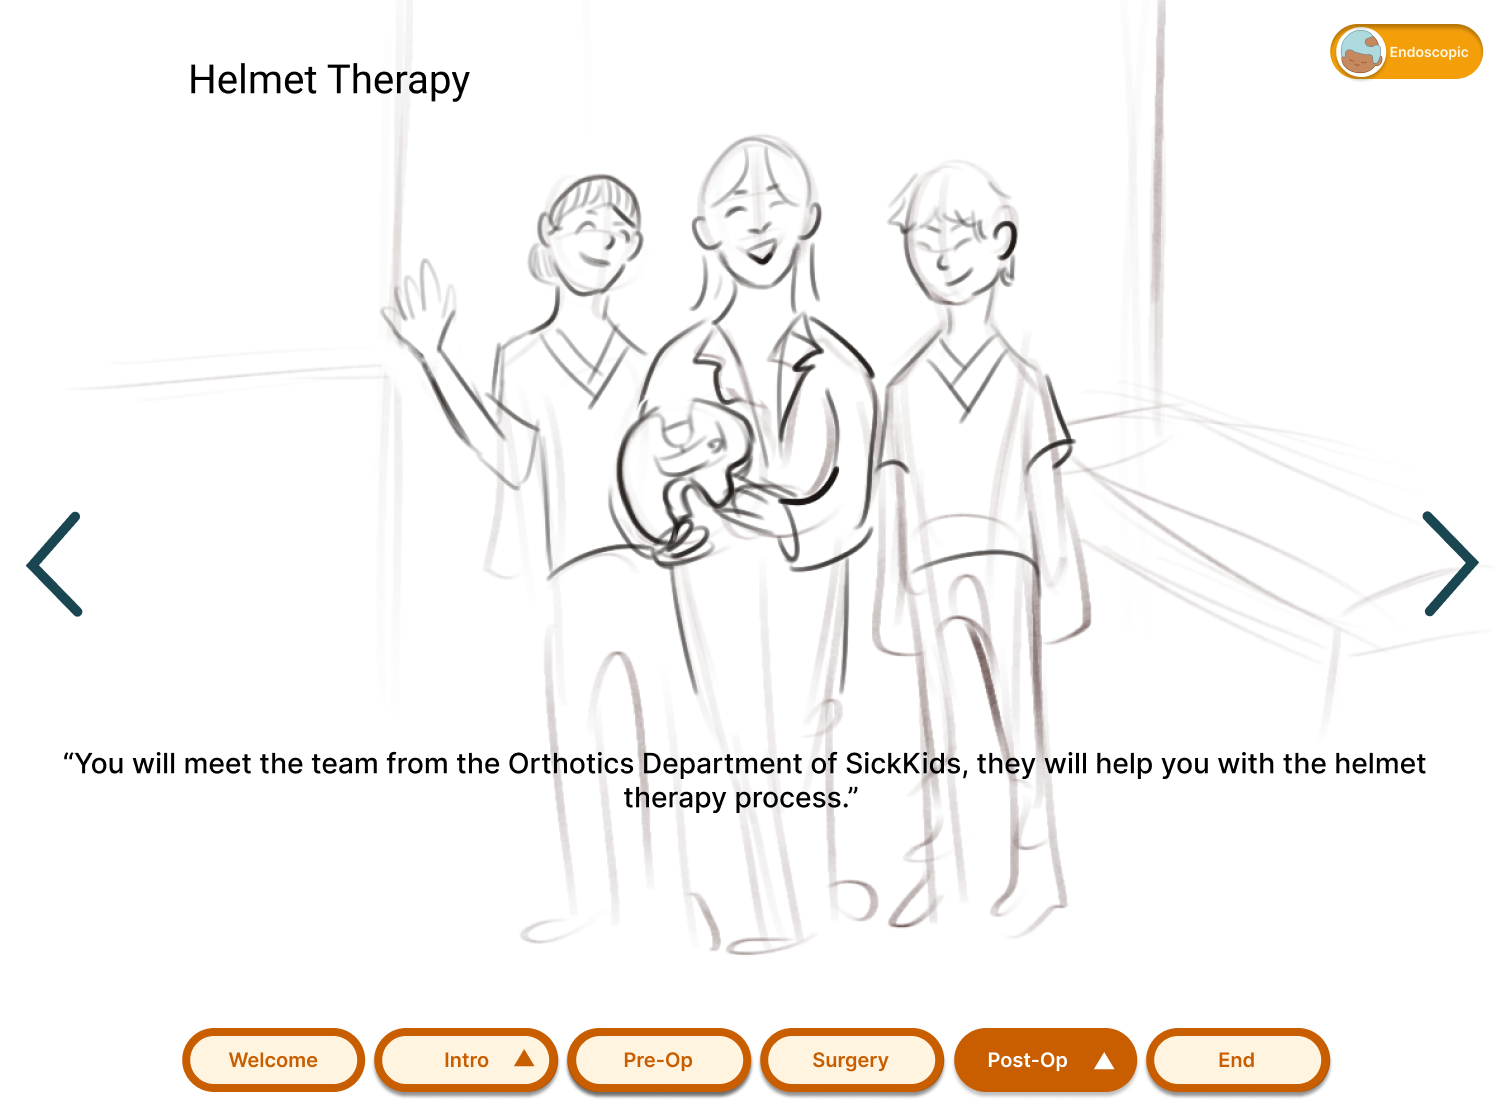 Helmet Therapy
Endoscopic
“You will meet the team from the Orthotics Department of SickKids, they will help you with the helmet
therapy process.”
Welcome
Intro
Pre-Op
Surgery
Post-Op
End